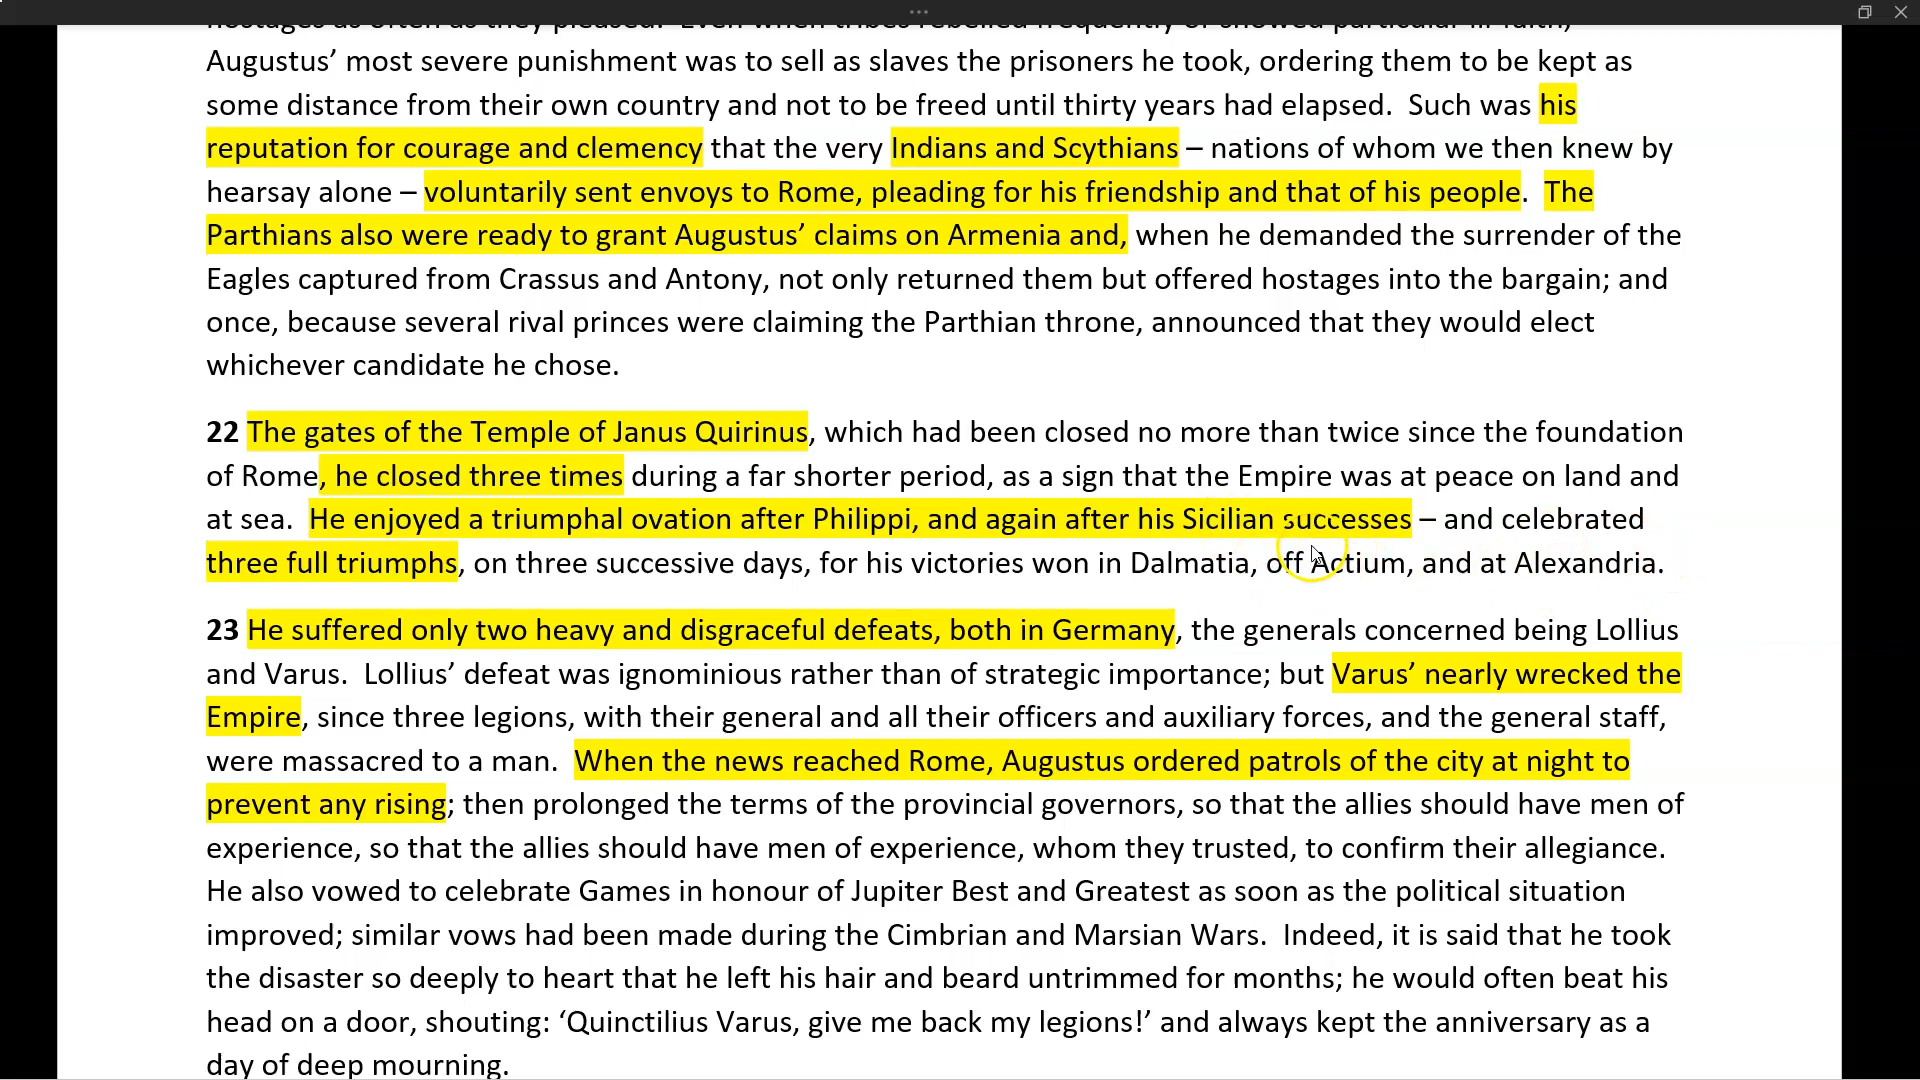 hostages as often as they pleased.  Even when tribes rebelled frequently or showed particular ill-faith,
Augustus’ most severe punishment was to sell as slaves the prisoners he took, ordering them to be kept as
some distance from their own country and not to be freed until thirty years had elapsed.  Such was his
reputation for courage and clemency that the very Indians and Scythians – nations of whom we then knew by
hearsay alone – voluntarily sent envoys to Rome, pleading for his friendship and that of his people.  The
Parthians also were ready to grant Augustus’ claims on Armenia and, when he demanded the surrender of the
Eagles captured from Crassus and Antony, not only returned them but offered hostages into the bargain; and
once, because several rival princes were claiming the Parthian throne, announced that they would elect
whichever candidate he chose.
22 The gates of the Temple of Janus Quirinus, which had been closed no more than twice since the foundation
of Rome, he closed three times during a far shorter period, as a sign that the Empire was at peace on land and
at sea.  He enjoyed a triumphal ovation after Philippi, and again after his Sicilian successes – and celebrated
three full triumphs, on three successive days, for his victories won in Dalmatia, off Actium, and at Alexandria.
23 He suffered only two heavy and disgraceful defeats, both in Germany, the generals concerned being Lollius
and Varus.  Lollius’ defeat was ignominious rather than of strategic importance; but Varus’ nearly wrecked the
Empire, since three legions, with their general and all their officers and auxiliary forces, and the general staff,
were massacred to a man.  When the news reached Rome, Augustus ordered patrols of the city at night to
prevent any rising; then prolonged the terms of the provincial governors, so that the allies should have men of
experience, so that the allies should have men of experience, whom they trusted, to confirm their allegiance.
He also vowed to celebrate Games in honour of Jupiter Best and Greatest as soon as the political situation
improved; similar vows had been made during the Cimbrian and Marsian Wars.  Indeed, it is said that he took
the disaster so deeply to heart that he left his hair and beard untrimmed for months; he would often beat his
head on a door, shouting: ‘Quinctilius Varus, give me back my legions!’ and always kept the anniversary as a
day of deep mourning.